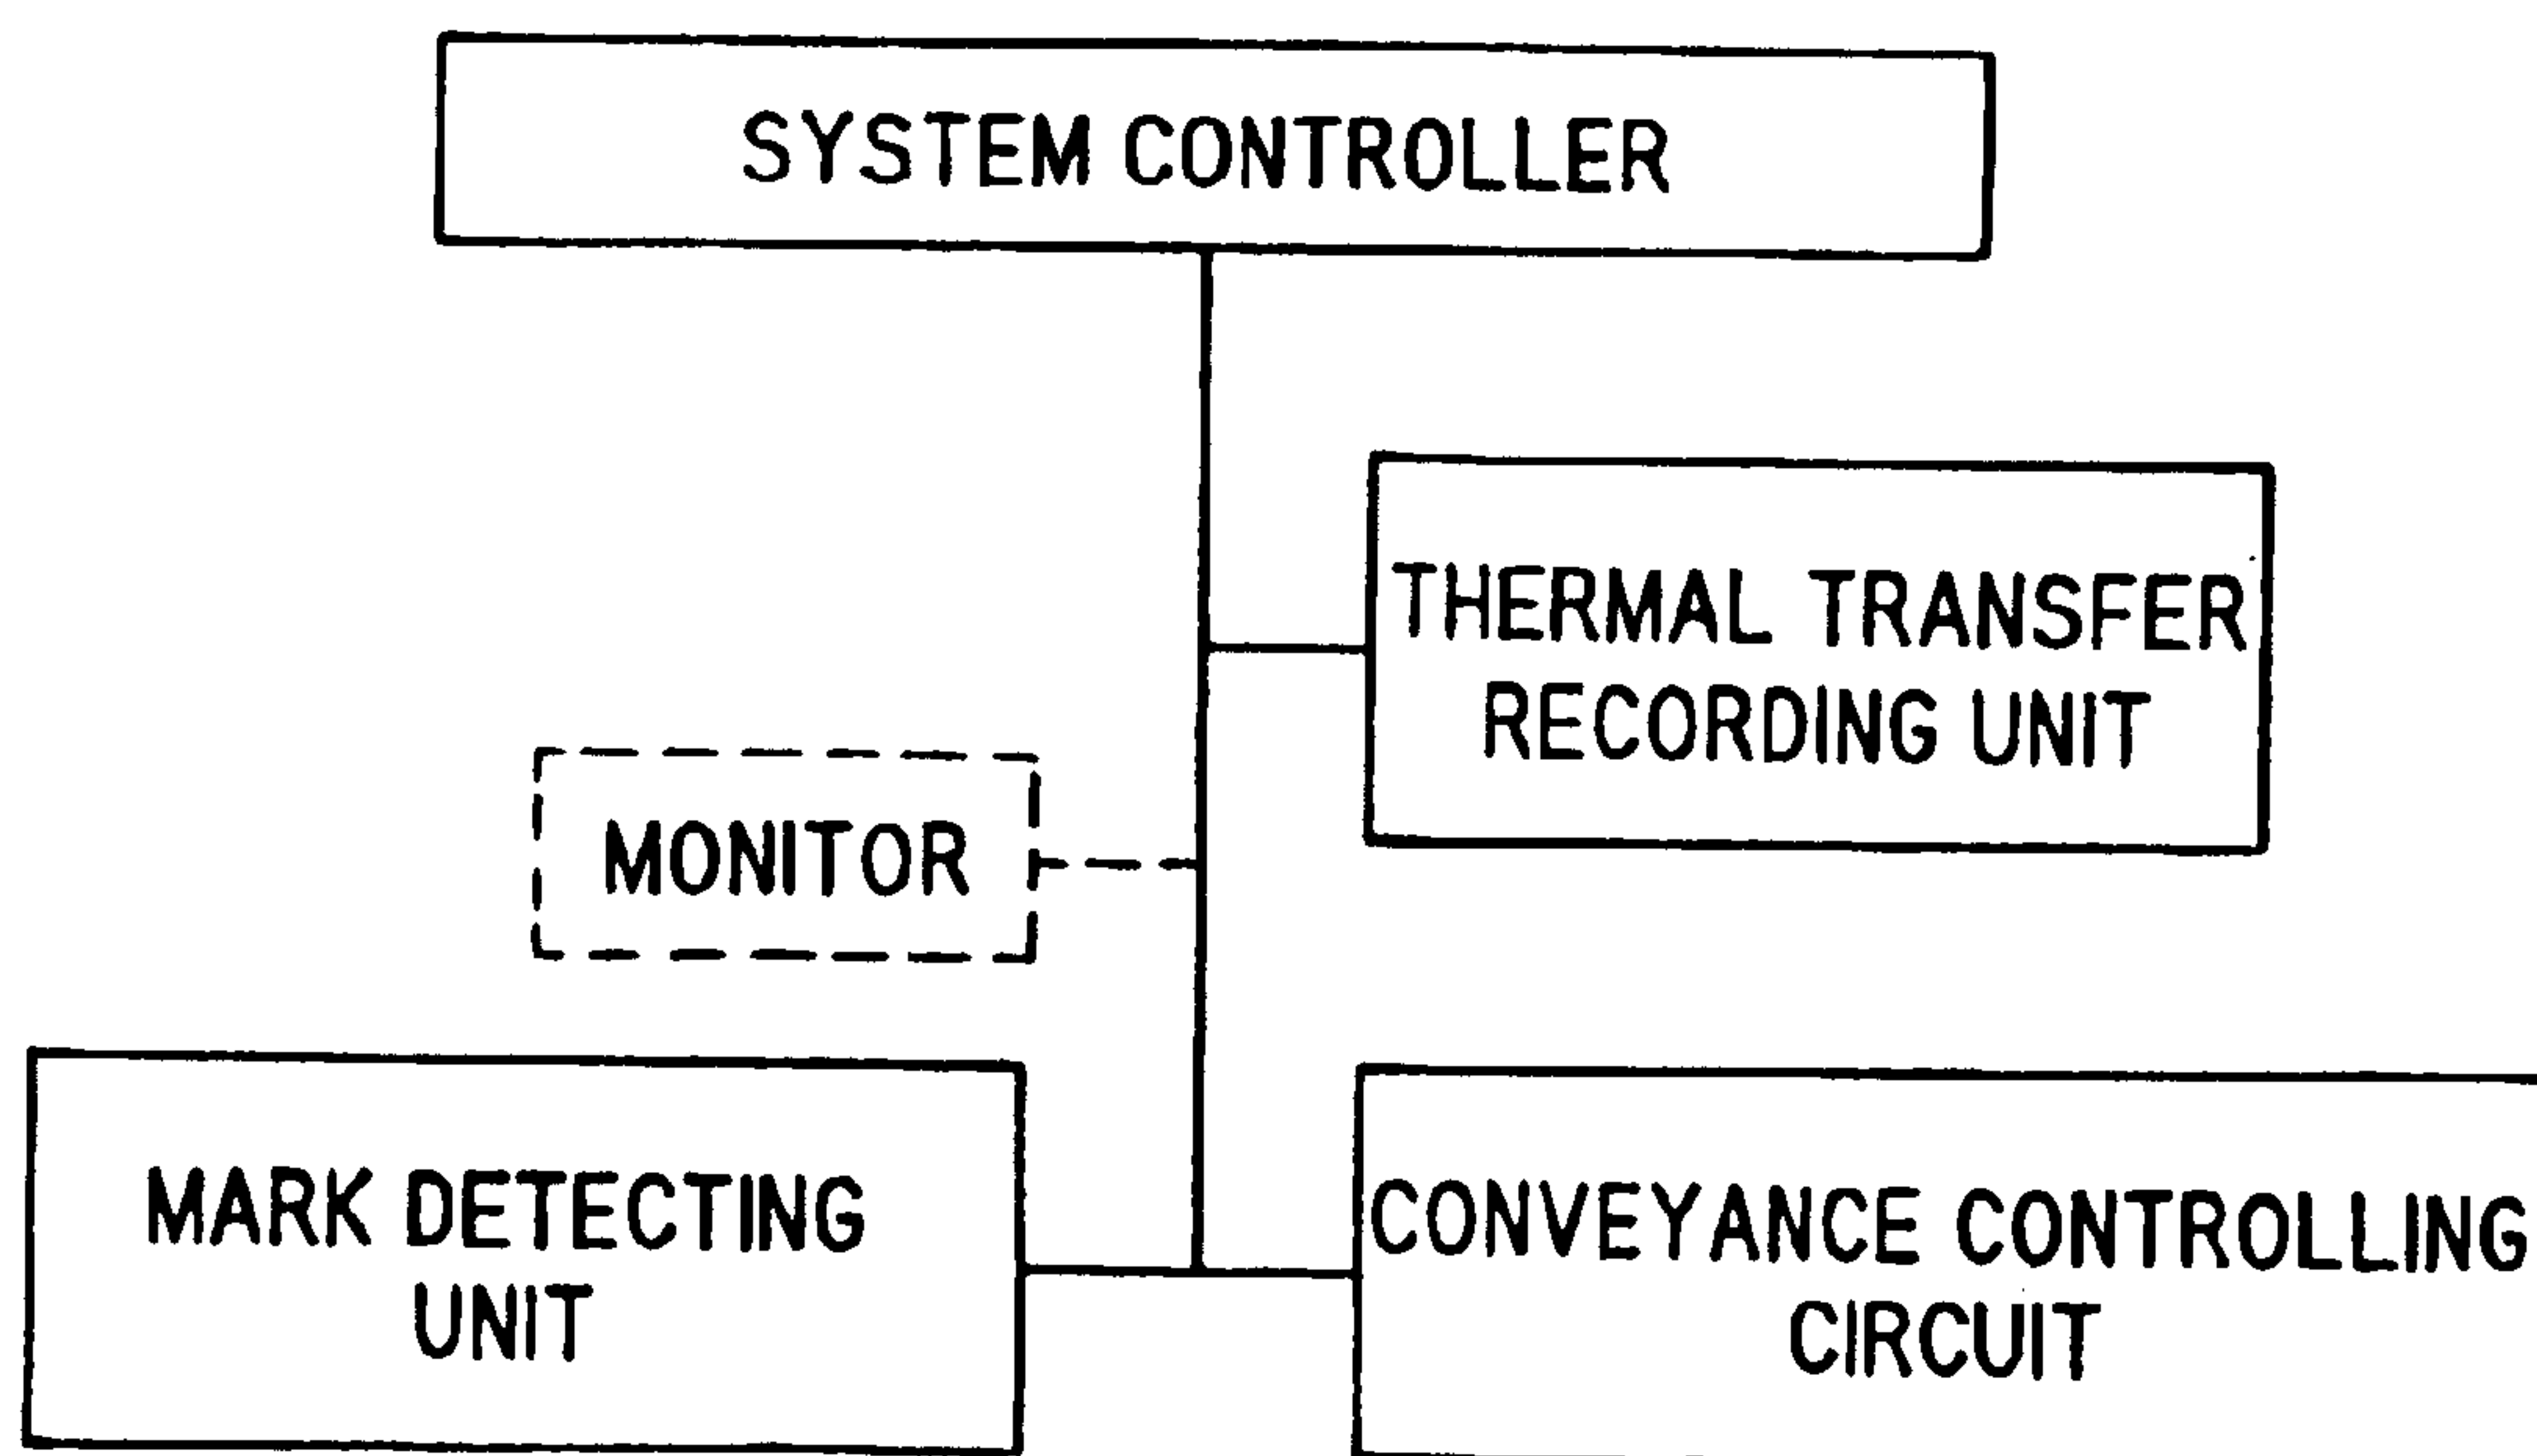 SYSTEM CONTROLLER
THERMAL TRANSFER
RECORDING UNIT
MONITOR
MARK DETECTING
UNIT
CONVEYANCE CONTROLLING
CIRCUIT